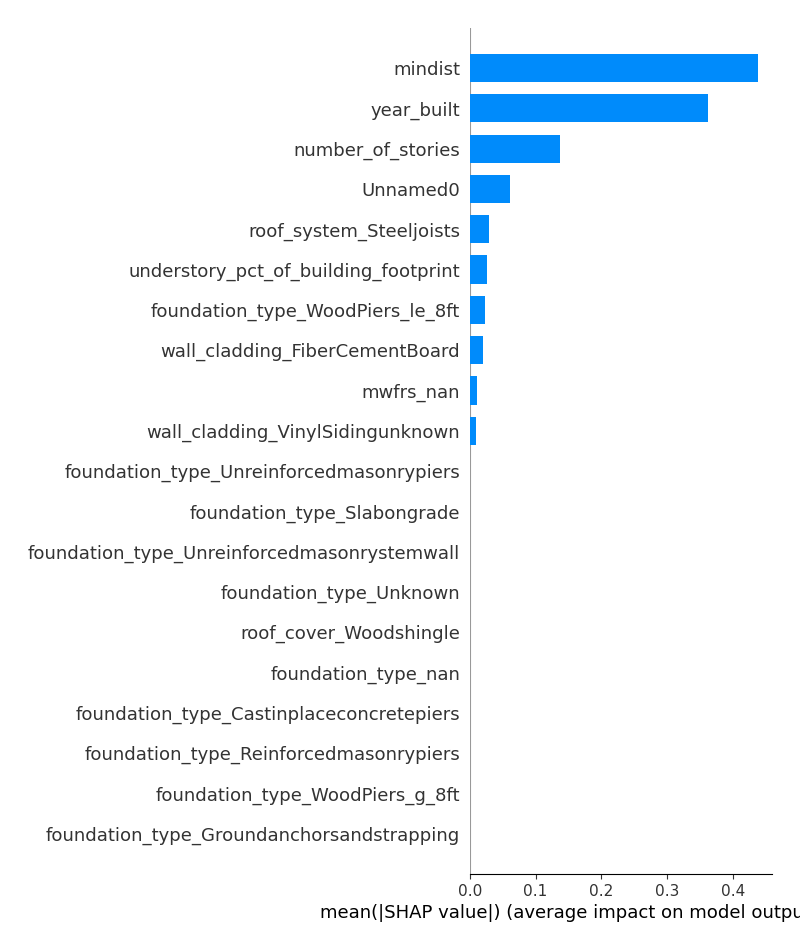 mindist
year_built
number_of_stories
Unnamed0
roof_system_Steeljoists
understory_pct_of_building_footprint
foundation_type_WoodPiers_le_8ft
wall_cladding_FiberCementBoard
mwfrs_nan
wall_cladding_VinylSidingunknown
foundation_type_Unreinforcedmasonrypiers
foundation_type_Slabongrade
foundation_type_Unreinforcedmasonrystemwall
foundation_type_Unknown
roof_cover_Woodshingle
foundation_type_nan
foundation_type_Castinplaceconcretepiers
foundation_type_Reinforcedmasonrypiers
foundation_type_WoodPiers_g_8ft
foundation_type_Groundanchorsandstrapping
0.0 0.1 0.2 0.3 0.4
mean(|SHAP value|) (average impact on model outpu